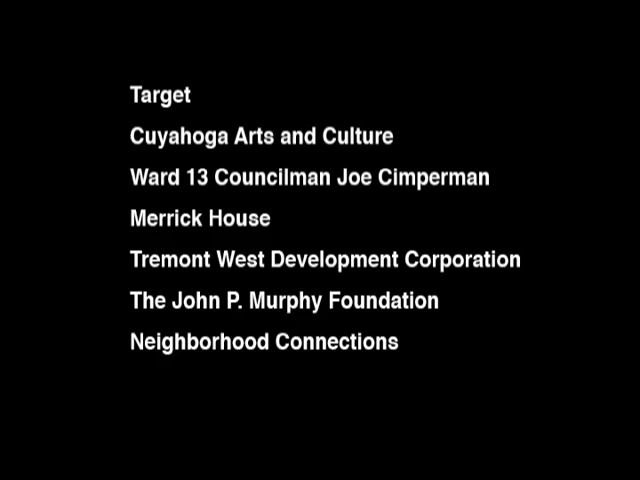 Target
Cuyahoga Arts and Culture
Ward 13 Councilman Joe Cimperman
Merrick House
Tremont West Development Corporation
The John P. Murphy Foundation
Neighborhood Connections